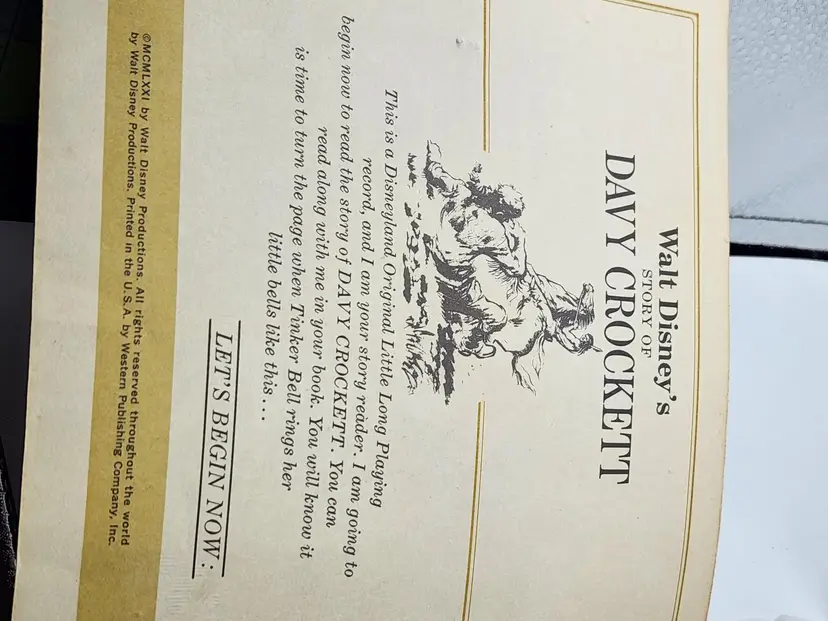 Walt Disney's
STORY OF
DAVY CROCKETT
This is a Disneyland Original Little Long Playing
record, and I am your story reader. I am going to
begin now to read the story of DAVY CROCKETT. You can
read along with me in your book. You will know it
is time to turn the page when Tinker Bell rings her
little bells like this...
LET'S BEGIN NOW:
©MCMLXXI by Walt Disney Productions. All rights reserved throughout the world
by Walt Disney Productions. Printed in the U.S.A. by Western Publishing Company, Inc.